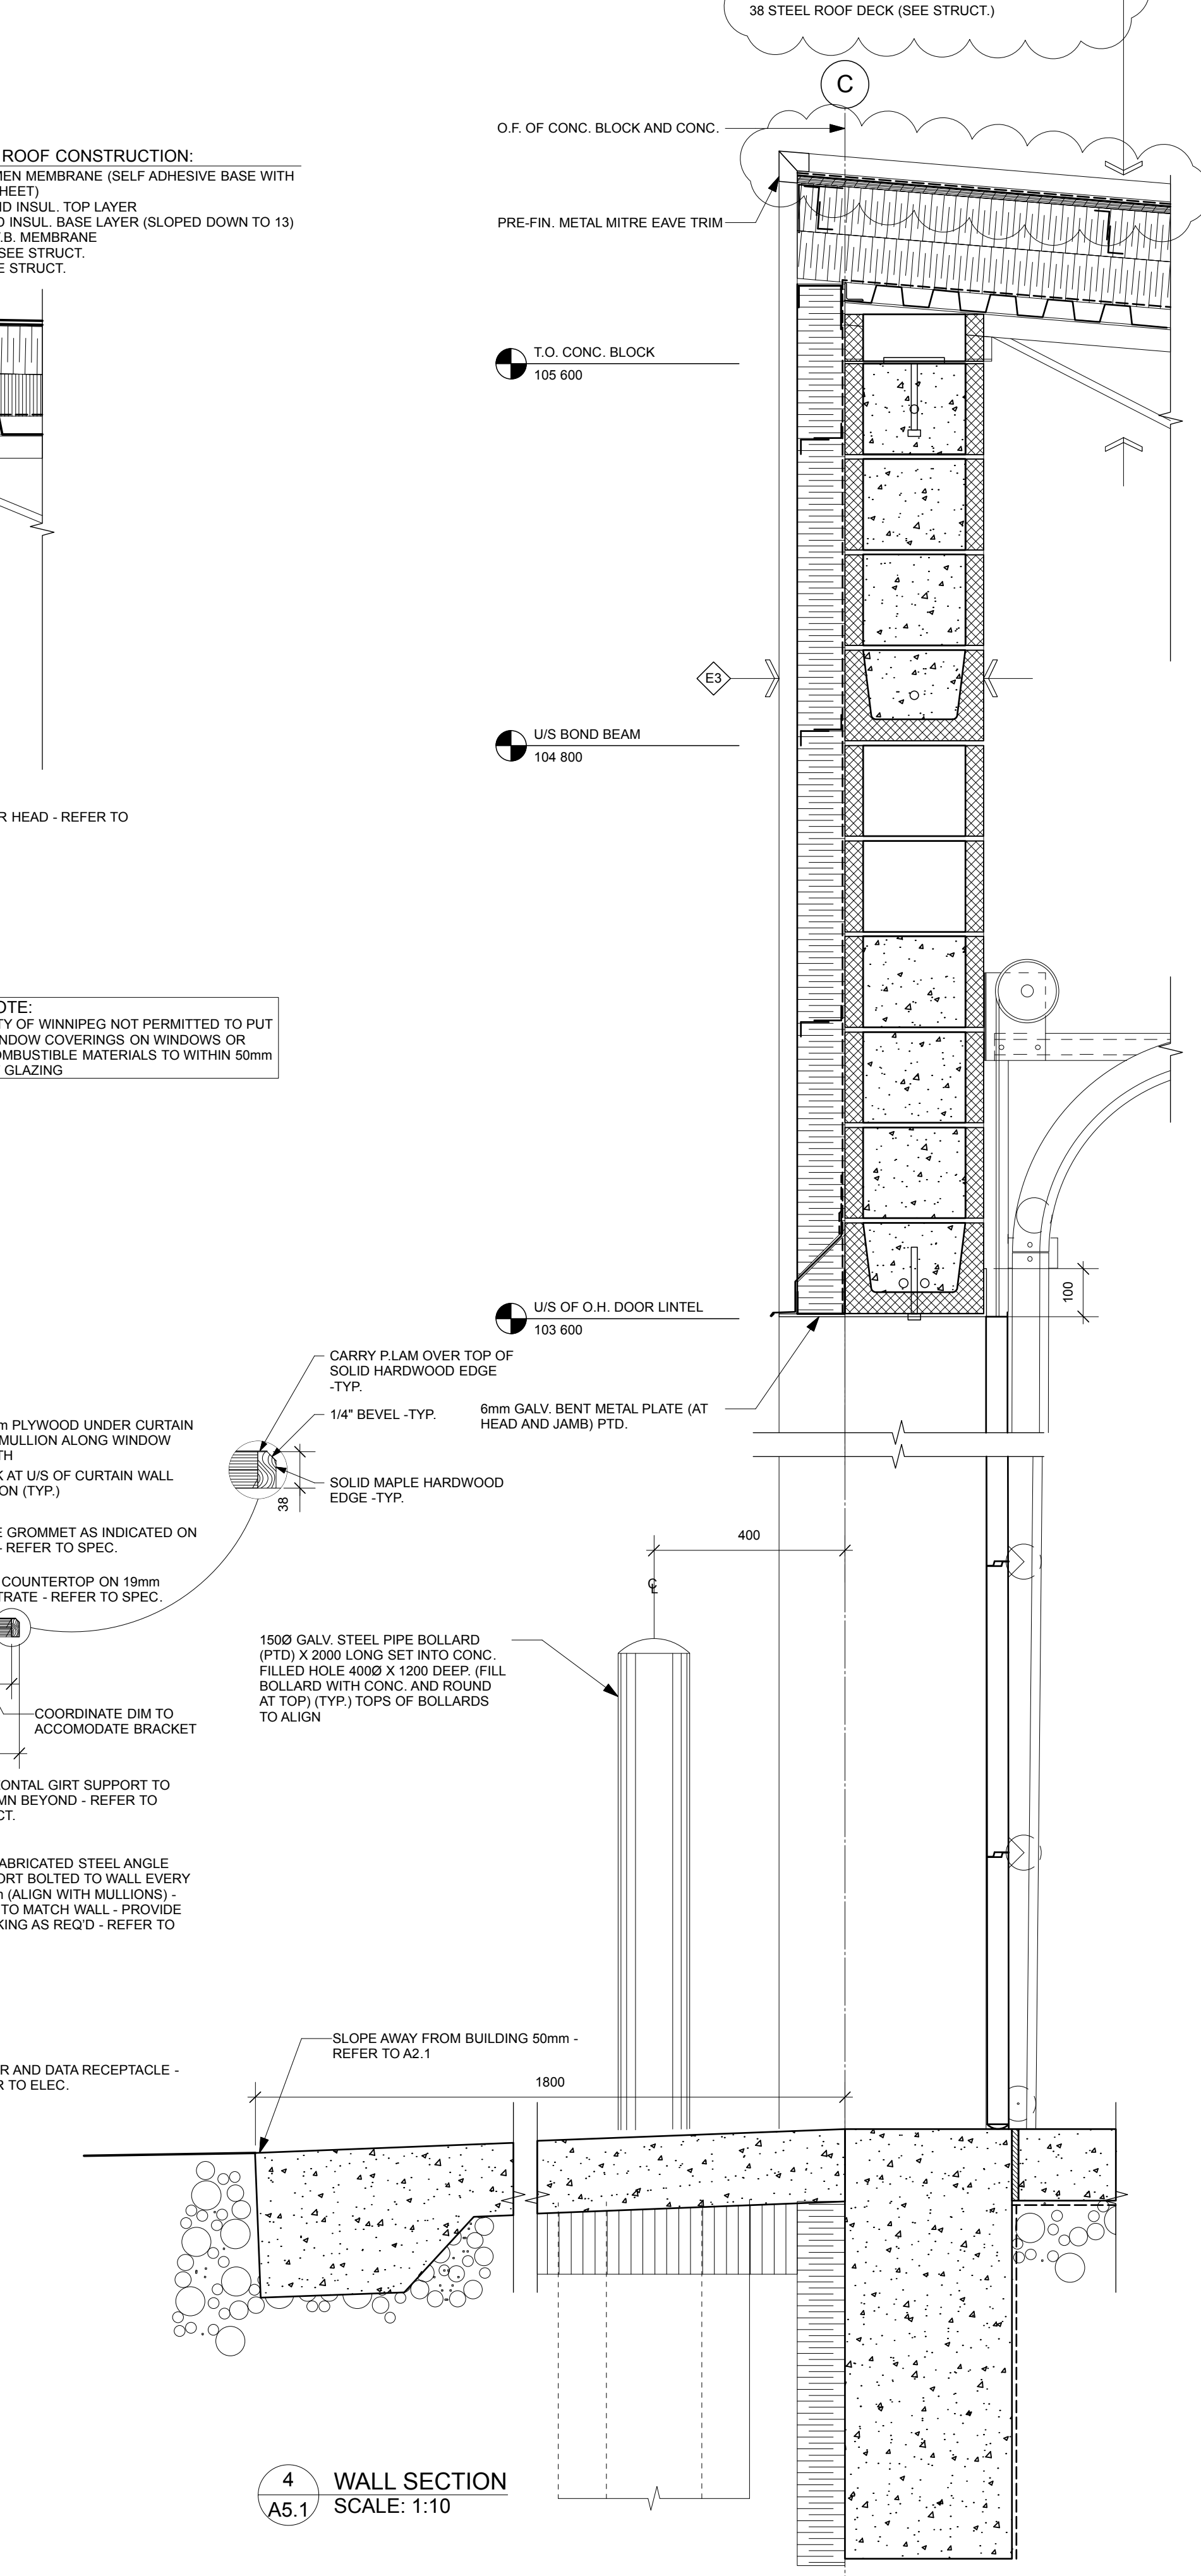 38 STEEL ROOF DECK (SEE STRUCT.)
C
O.F. OF CONC. BLOCK AND CONC.
ROOF CONSTRUCTION:
MEN MEMBRANE (SELF ADHESIVE BASE WITH
HEET)
ND INSUL. TOP LAYER
D INSUL. BASE LAYER (SLOPED DOWN TO 13)
V.B. MEMBRANE
SEE STRUCT.
E STRUCT.
PRE-FIN. METAL MITRE EAVE TRIM
T.O. CONC. BLOCK
105 600
E3
U/S BOND BEAM
104 800
R HEAD - REFER TO
OTE:
TY OF WINNIPEG NOT PERMITTED TO PUT
INDOW COVERINGS ON WINDOWS OR
OMBUSTIBLE MATERIALS TO WITHIN 50mm
GLAZING
100
U/S OF O.H. DOOR LINTEL
103 600
CARRY P.LAM OVER TOP OF
SOLID HARDWOOD EDGE
-TYP.
1/4" BEVEL -TYP.
6mm GALV. BENT METAL PLATE (AT
HEAD AND JAMB) PTD.
SOLID MAPLE HARDWOOD
EDGE -TYP.
38
m PLYWOOD UNDER CURTAIN
MULLION ALONG WINDOW
TH
K AT U/S OF CURTAIN WALL
ON (TYP.)
E GROMMET AS INDICATED ON
- REFER TO SPEC.
COUNTERTOP ON 19mm
TRATE - REFER TO SPEC.
400
CL
150Ø GALV. STEEL PIPE BOLLARD
(PTD) X 2000 LONG SET INTO CONC.
FILLED HOLE 400Ø X 1200 DEEP. (FILL
BOLLARD WITH CONC. AND ROUND
AT TOP) (TYP.) TOPS OF BOLLARDS
TO ALIGN
COORDINATE DIM TO
ACCOMODATE BRACKET
ONTAL GIRT SUPPORT TO
MN BEYOND - REFER TO
CT.
ABRICATED STEEL ANGLE
ORT BOLTED TO WALL EVERY
m (ALIGN WITH MULLIONS) -
TO MATCH WALL - PROVIDE
KING AS REQ'D - REFER TO
SLOPE AWAY FROM BUILDING 50mm -
REFER TO A2.1
R AND DATA RECEPTACLE -
R TO ELEC.
1800
4
A5.1
WALL SECTION
SCALE: 1:10